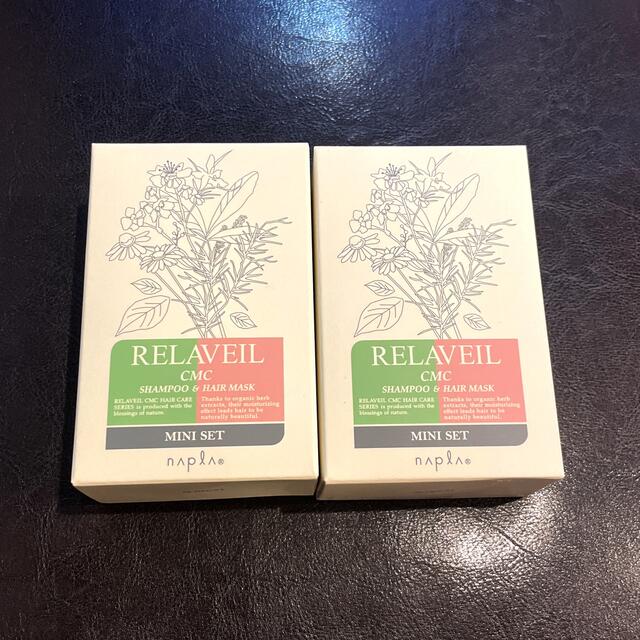 RELAVEIL
CMC
SHAMPOO & HAIR MASK
RELAVEIL CMC HAIR CARE
SERIES is produced with the
blessings of nature.
Thanks to organic herb
extracts, their moisturizing
effect leads hair to be
naturally beautiful.
MINI SET
napla®
RELAVEIL
CMC
SHAMPOO & HAIR MASK
RELAVEIL CMC HAIR CARE
SERIES is produced with the
blessings of nature.
Thanks to organic herb
extracts, their moisturizing
effect leads hair to be
naturally beautiful.
MINI SET
napla®